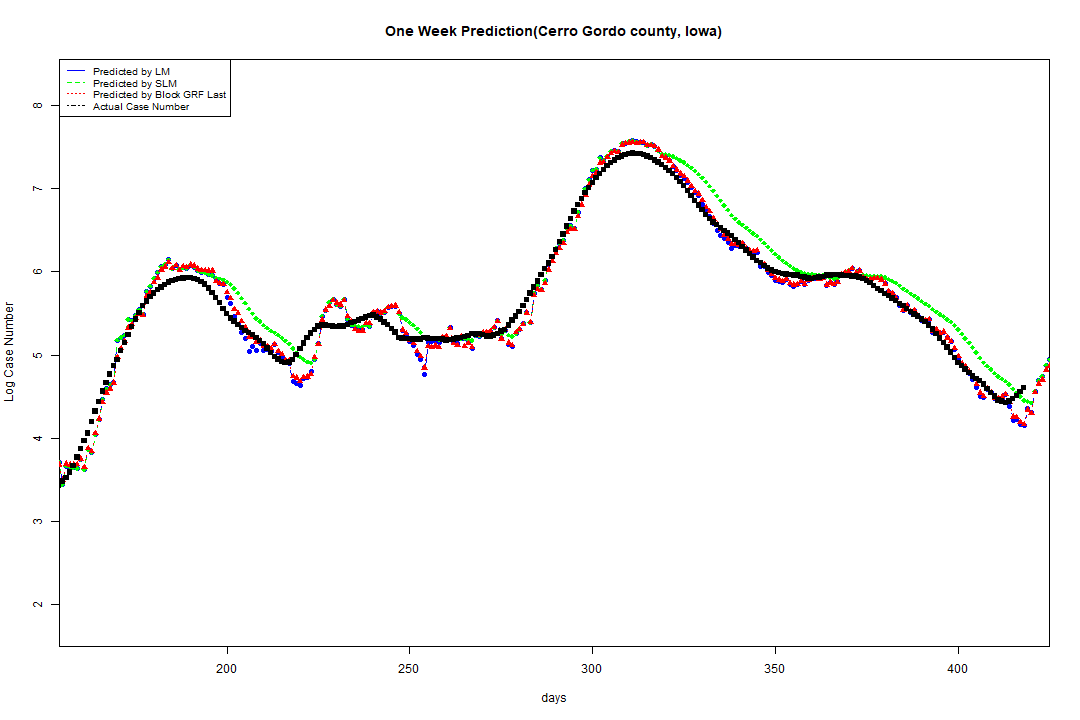 One Week Prediction(Cerro Gordo county, Iowa)
Predicted by LM
Predicted by SLM
Predicted by Block GRF Last
Actual Case Number
8
7
6
5
4
3
2
Log Case Number
200 250 300 350 400
days